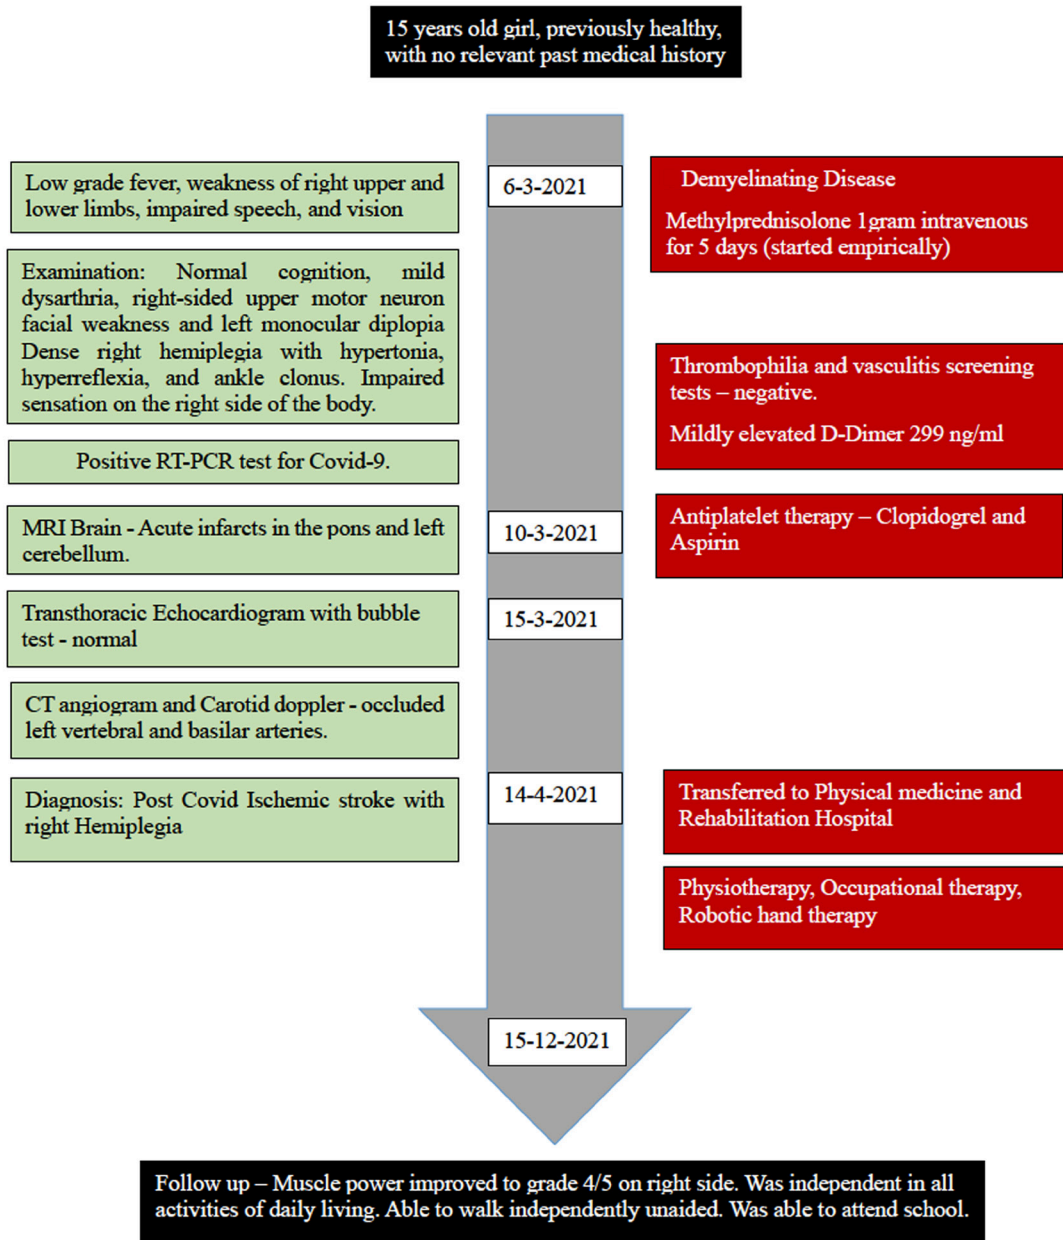 15 years old girl, previously healthy,
with no relevant past medical history
Low grade fever, weakness of right upper and
lower limbs, impaired speech, and vision
6-3-2021
Demyelinating Disease
Methylprednisolone 1gram intravenous
for 5 days (started empirically)
Examination: Normal cognition, mild
dysarthria, right-sided upper motor neuron
facial weakness and left monocular diplopia
Dense right hemiplegia with hypertonia,
hyperreflexia, and ankle clonus. Impaired
sensation on the right side of the body.
Thrombophilia and vasculitis screening
tests – negative.
Mildly elevated D-Dimer 299 ng/ml
Positive RT-PCR test for Covid-9.
MRI Brain - Acute infarcts in the pons and left
cerebellum.
10-3-2021
Antiplatelet therapy – Clopidogrel and
Aspirin
Transthoracic Echocardiogram with bubble
test - normal
15-3-2021
CT angiogram and Carotid doppler - occluded
left vertebral and basilar arteries.
Diagnosis: Post Covid Ischemic stroke with
right Hemiplegia
14-4-2021
Transferred to Physical medicine and
Rehabilitation Hospital
Physiotherapy, Occupational therapy,
Robotic hand therapy
15-12-2021
Follow up – Muscle power improved to grade 4/5 on right side. Was independent in all
activities of daily living. Able to walk independently unaided. Was able to attend school.